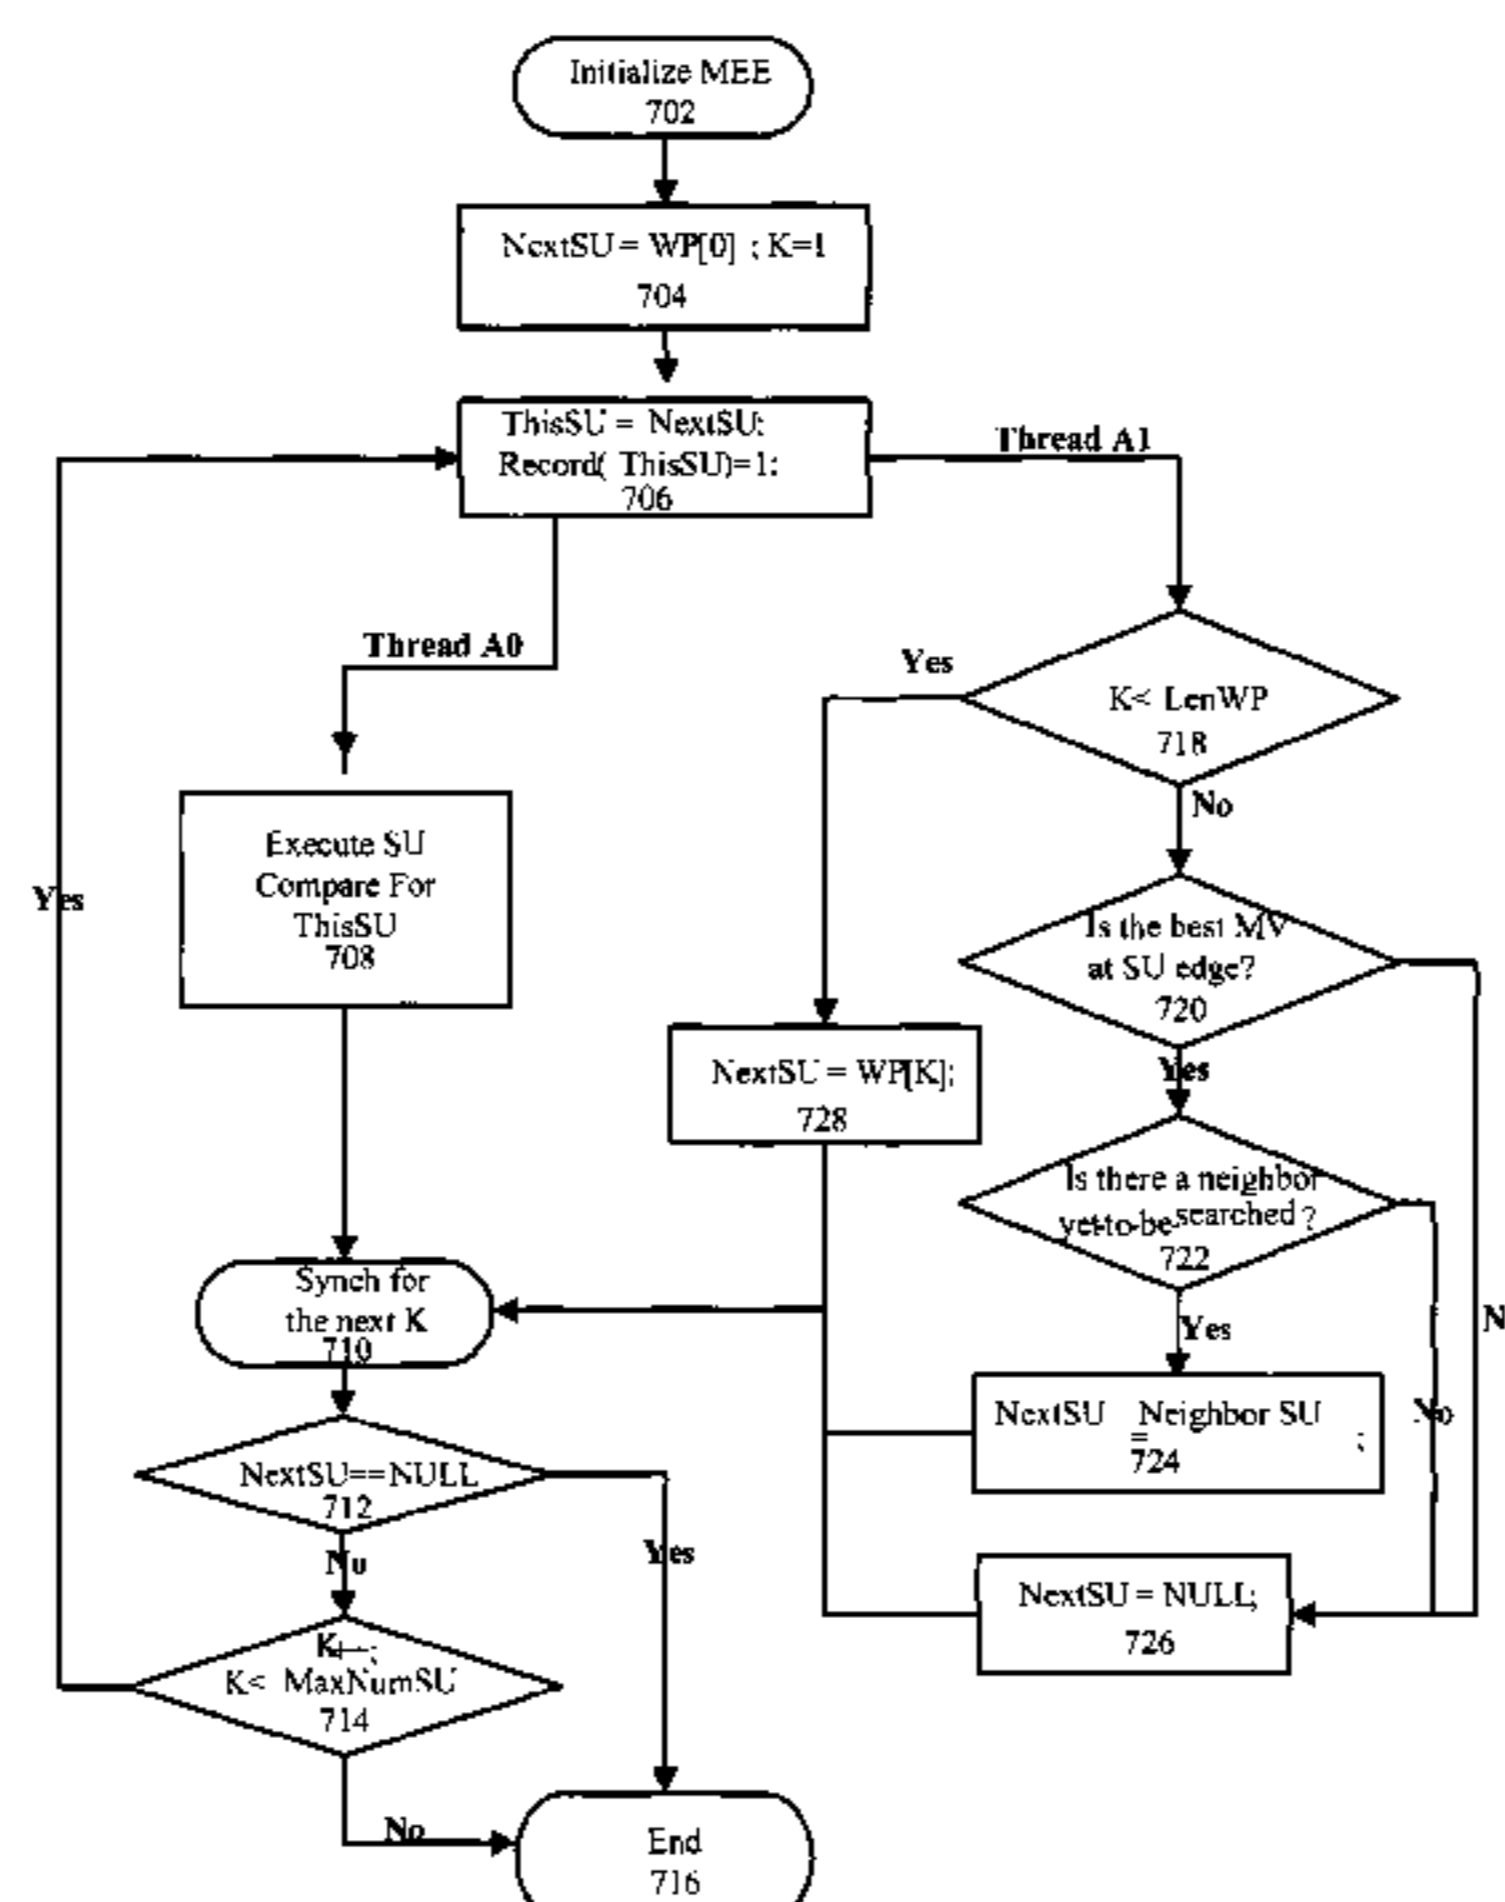 Initialize MEE
702
NextSU = WP[0] ; K=1
704
ThisSU = NextSU;
Record( ThisSU)=1;
706
Thread A1
Thread A0
Yes
K< LenWP
718
No
Execute SU
Compare For
ThisSU
708
Yes
Is the best MV
at SU edge?
720
Yes
NextSU = WP[K];
728
Is there a neighbor
yet-to-be searched ?
722
Yes
N
Synch for
the next K
710
NextSU = Neighbor SU ;
724
No
NextSU==NULL
712
No
Yes
NextSU = NULL;
726
K< MaxNumSU
714
No
End
716